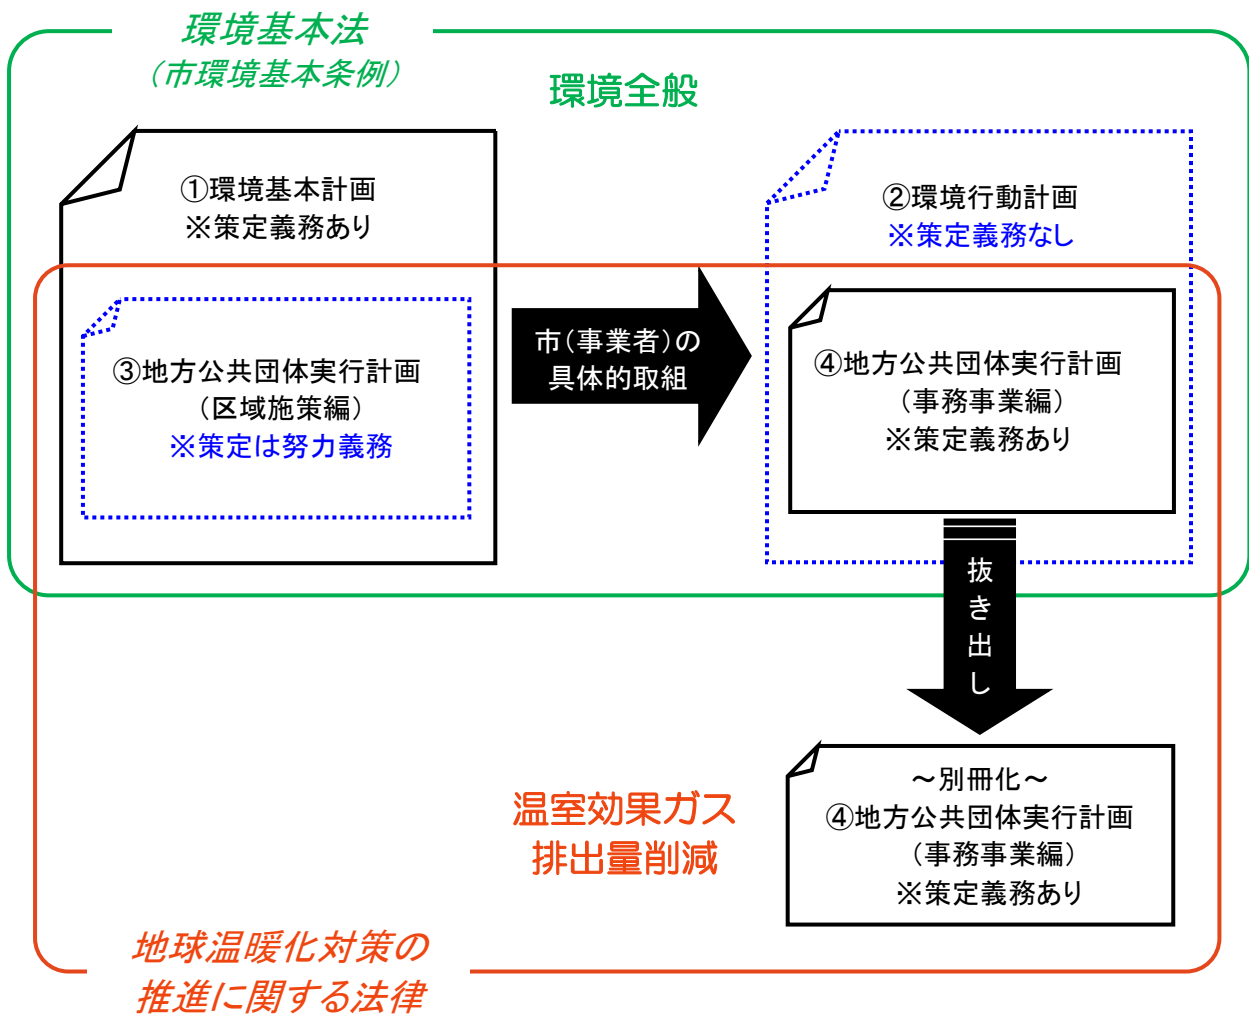 環境基本法
（市環境基本条例）
環境全般
①環境基本計画
※策定義務あり
②環境行動計画
※策定義務なし
③地方公共団体実行計画
（区域施策編）
※策定は努力義務
市（事業者）の
具体的取組
④地方公共団体実行計画
（事務事業編）
※策定義務あり
抜き出し
～別冊化～
④地方公共団体実行計画
（事務事業編）
※策定義務あり
温室効果ガス
排出量削減
地球温暖化対策の
推進に関する法律